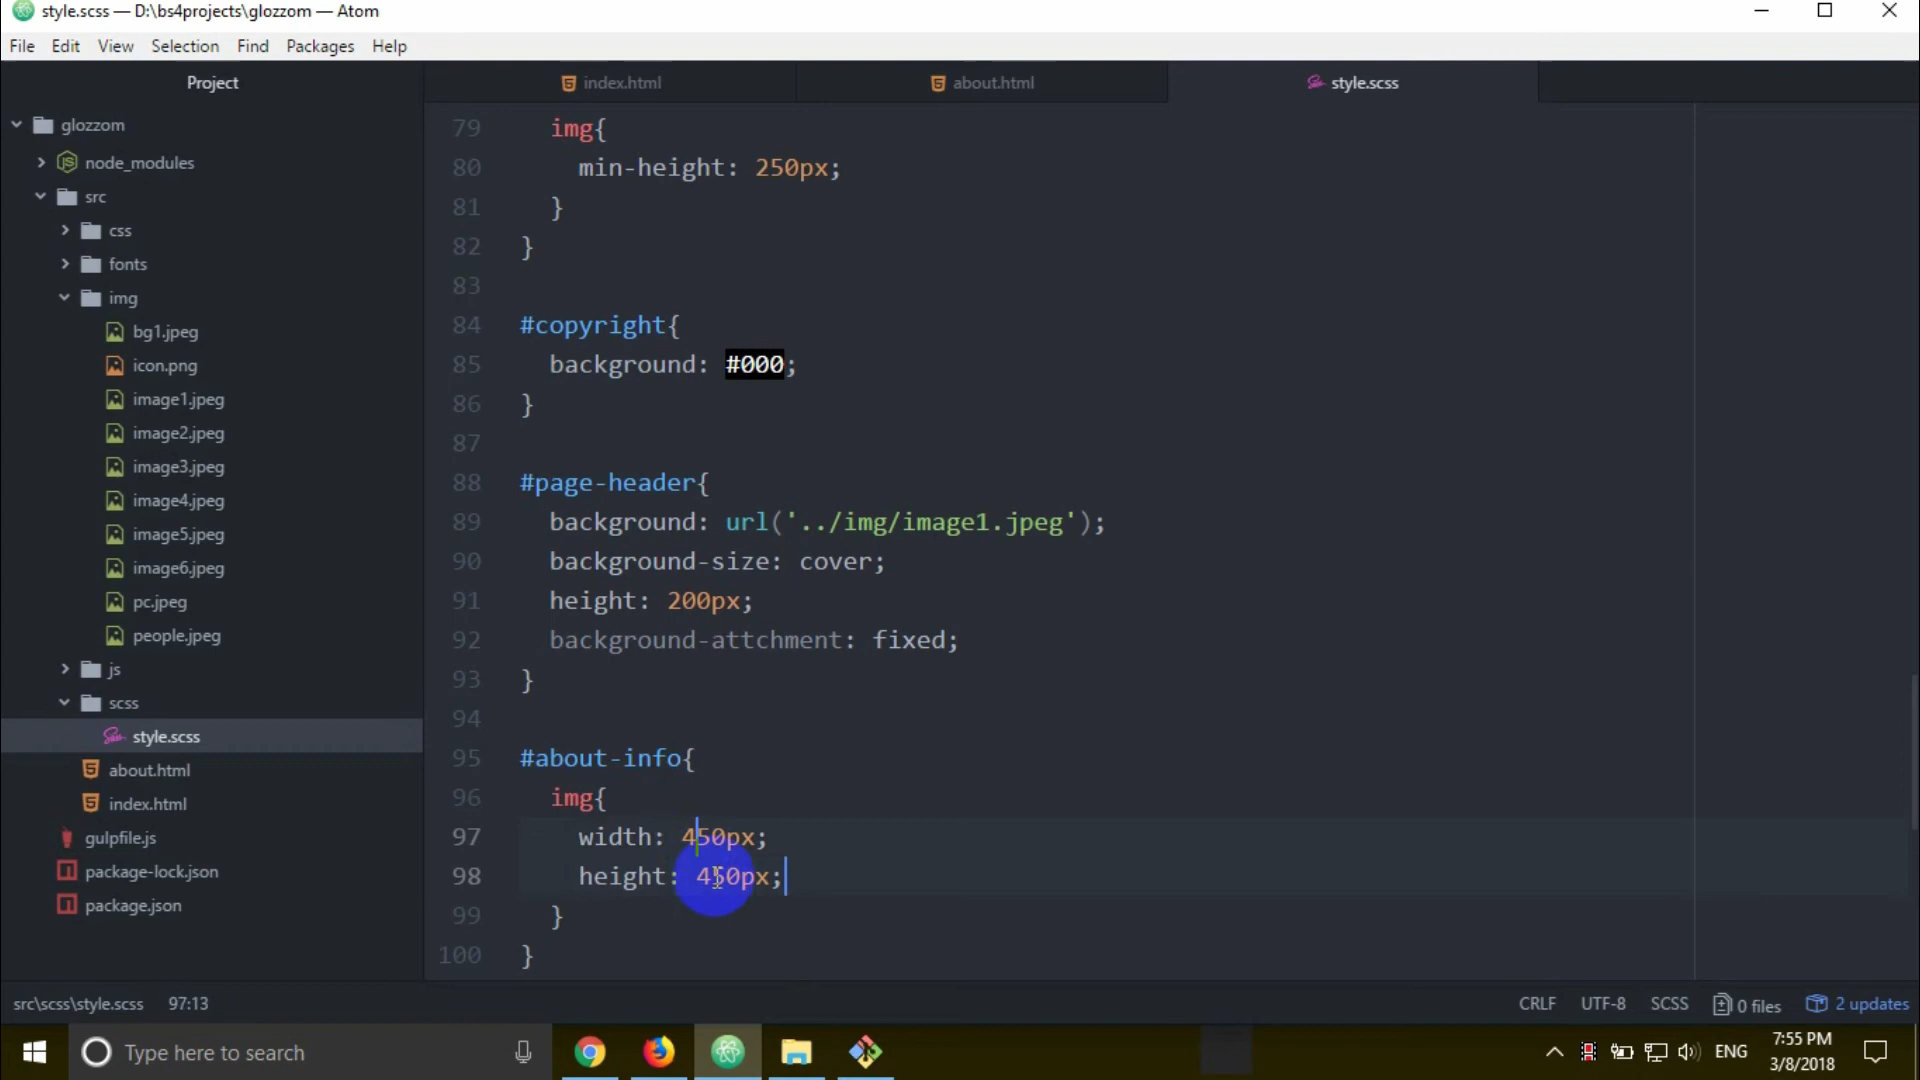 style.scss — D:\bs4projects\glozzom — Atom
File Edit View Selection Find Packages Help
Project
index.html
about.html
style.scss
glozzom
node_modules
src
css
fonts
img
bg1.jpeg
icon.png
image1.jpeg
image2.jpeg
image3.jpeg
image4.jpeg
image5.jpeg
image6.jpeg
pc.jpeg
people.jpeg
js
scss
style.scss
about.html
index.html
gulpfile.js
package-lock.json
package.json
79 img{
80 min-height: 250px;
81 }
82 }
83
84 #copyright{
85 background: #000;
86 }
87
88 #page-header{
89 background: url('../img/image1.jpeg');
90 background-size: cover;
91 height: 200px;
92 background-attchment: fixed;
93 }
94
95 #about-info{
96 img{
97 width: 450px;
98 height: 450px;
99 }
100 }
src\scss\style.scss 97:13 CRLF UTF-8 SCSS 0 files 2 updates
Type here to search
ENG
7:55 PM
3/8/2018